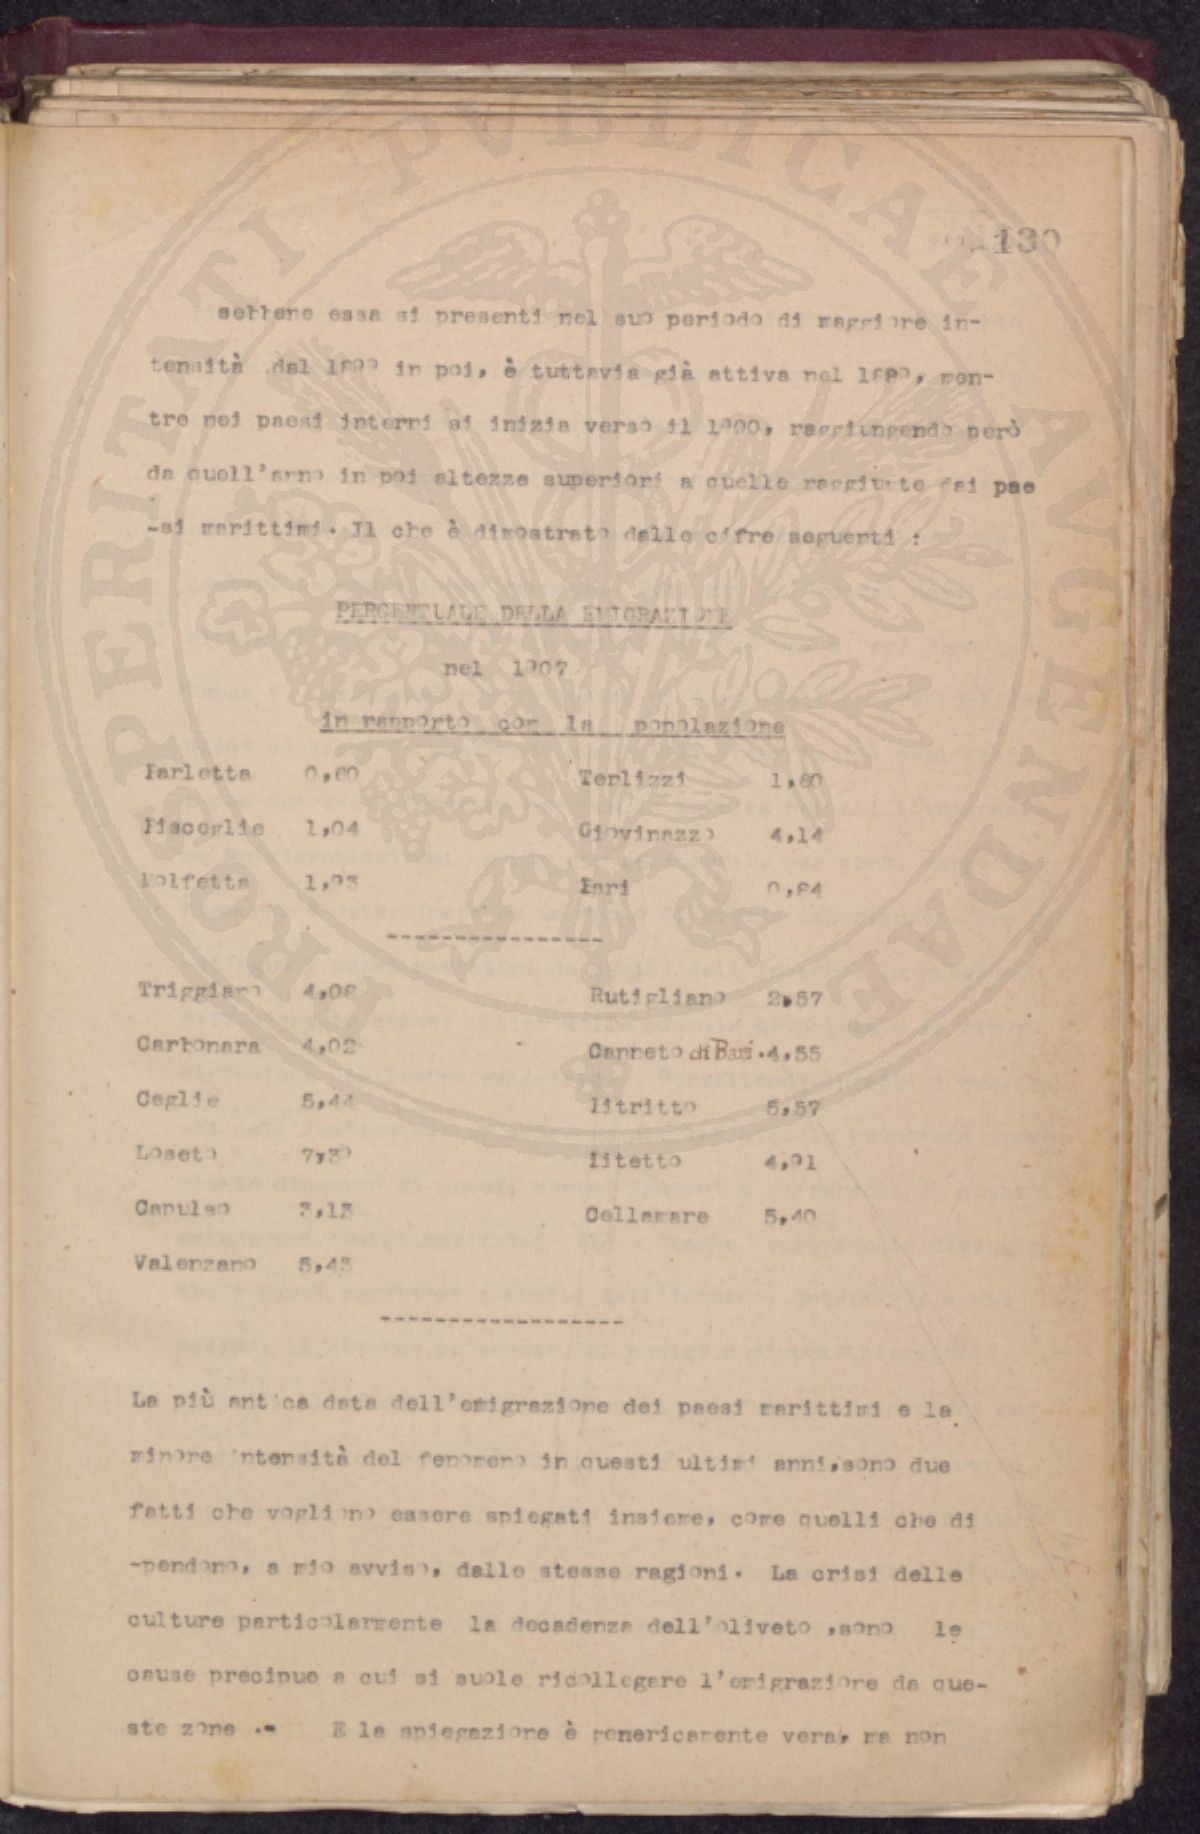 130
sebbene essa si presenti nel suo periodo di maggiore in-
tensità dal in poi, è tuttavia già attiva nel men-
tre nei paesi interni si inizia verso il 1900, raggiungendo però
da quell'anno in poi altezze superiori a quelle raggiunte dai pae
-si marittimi. Il che è dimostrato dalle cifre seguenti :
PERCENTUALE DELLA EMIGRAZIONE
nel 1907
in rapporto con la popolazione
Barletta 0,60 Terlizzi 1,60
Bisceglie 1,04 Giovinazzo 4,14
Molfetta 1,93 Bari 0,84
----------------
Triggiano 4,08 Rutigliano 2,57
Carbonara 4,02 Canneto di Bari 4,55
Ceglie 5,44 Bitritto 5,57
Loseto 7,30 Bitetto 4,91
Capulso 3,13 Cellamare 5,40
Valenzano 5,43
------------------
La più antica data dell'emigrazione dei paesi marittimi e la
minore intensità del fenomeno in questi ultimi anni,sono due
fatti che vogliono essere spiegati insieme, come quelli che di
-pendono, a mio avviso, dalle stesse ragioni. La crisi delle
culture particolarmente la decadenza dell'oliveto ,sono le
cause precipue a cui si suole ricollegare l'emigrazione da que-
ste zone .- E la spiegazione è genericamente vera, ma non
PROSPERITATI PVBLICAE AVGENDAE